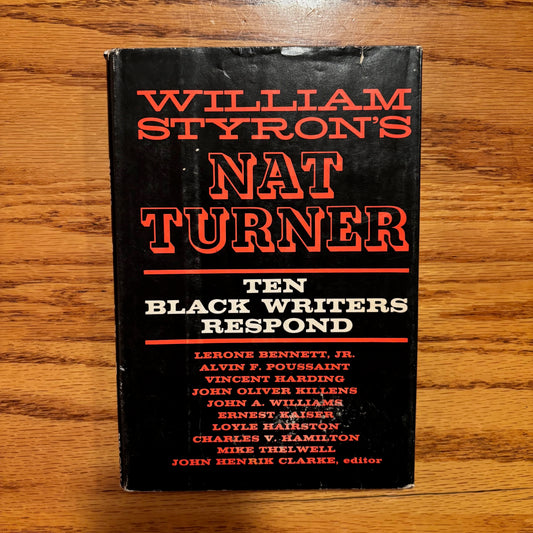 WILLIAM
STYRON'S
NAT
TURNER
TEN
BLACK WRITERS
RESPOND
LERONE BENNETT, JR.
ALVIN F. POUSSAINT
VINCENT HARDING
JOHN OLIVER KILLENS
JOHN A. WILLIAMS
ERNEST KAISER
LOYLE HAIRSTON
CHARLES V. HAMILTON
MIKE THELWELL
JOHN HENRIK CLARKE, editor